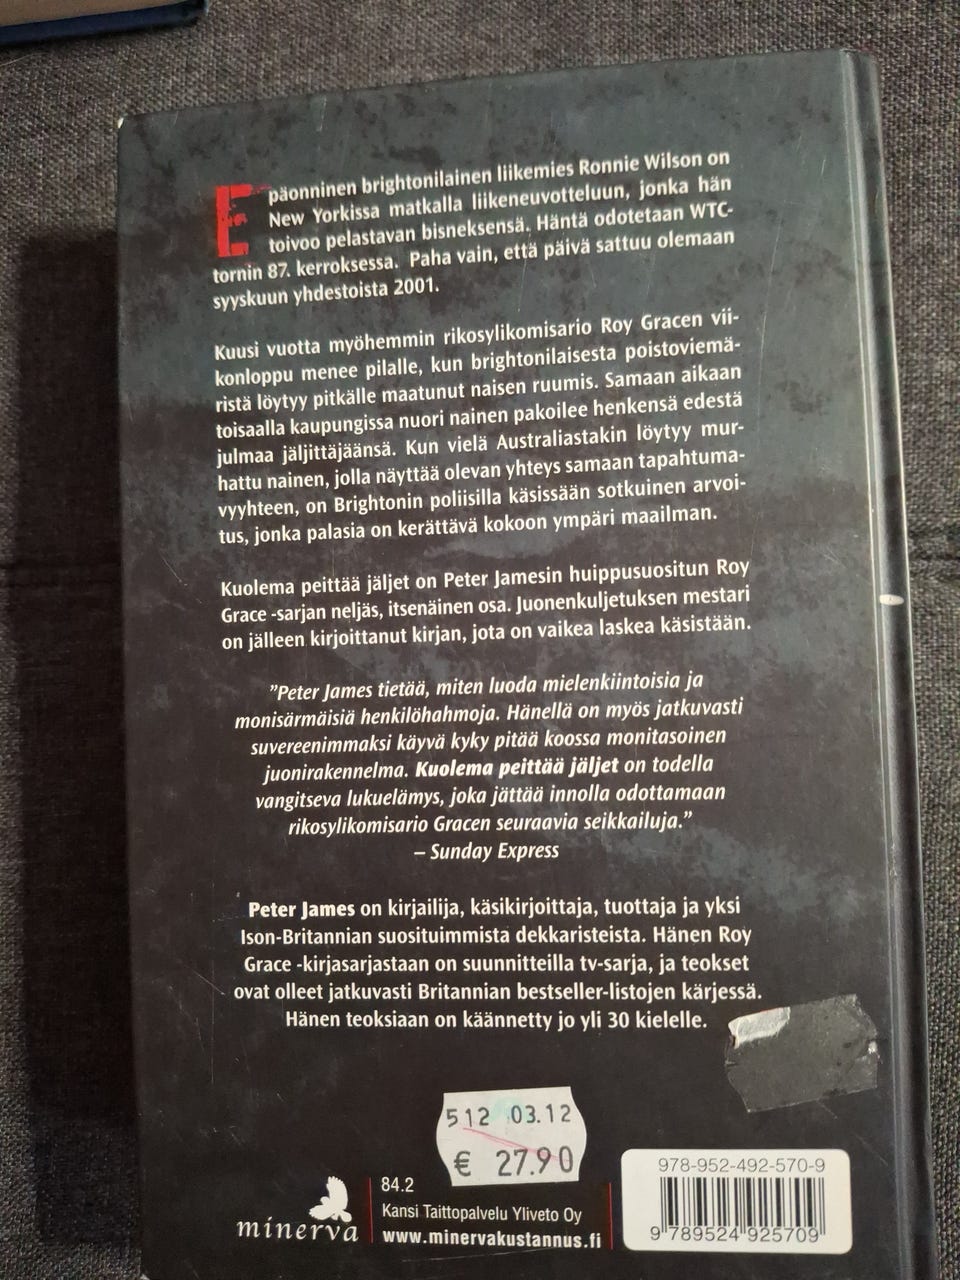 Epäonninen brightonilainen liikemies Ronnie Wilson on
New Yorkissa matkalla liikeneuvotteluun, jonka hän
toivoo pelastavan bisneksensä. Häntä odotetaan WTC-
tornin 87. kerroksessa. Paha vain, että päivä sattuu olemaan
syyskuun yhdestoista 2001.
Kuusi vuotta myöhemmin rikosylikomisario Roy Gracen vii-
konloppu menee pilalle, kun brightonilaisesta poistoviemä-
ristä löytyy pitkälle maatunut naisen ruumis. Samaan aikaan
toisaalla kaupungissa nuori nainen pakoilee henkensä edestä
julmaa jäljittäjäänsä. Kun vielä Australiastakin löytyy mur-
hattu nainen, jolla näyttää olevan yhteys samaan tapahtuma-
vyyhteen, on Brightonin poliisilla käsissään sotkuinen arvoi-
tus, jonka palasia on kerättävä kokoon ympäri maailman.
Kuolema peittää jäljet on Peter Jamesin huippusuositun Roy
Grace -sarjan neljäs, itsenäinen osa. Juonenkuljetuksen mestari
on jälleen kirjoittanut kirjan, jota on vaikea laskea käsistään.
"Peter James tietää, miten luoda mielenkiintoisia ja
monisärmäisiä henkilöhahmoja. Hänellä on myös jatkuvasti
suvereenimmaksi käyvä kyky pitää koossa monitasoinen
juonirakennelma. Kuolema peittää jäljet on todella
vangitseva lukuelämys, joka jättää innolla odottamaan
rikosylikomisario Gracen seuraavia seikkailuja."
– Sunday Express
Peter James on kirjailija, käsikirjoittaja, tuottaja ja yksi
Ison-Britannian suosituimmista dekkaristeista. Hänen Roy
Grace -kirjasarjastaan on suunnitteilla tv-sarja, ja teokset
ovat olleet jatkuvasti Britannian bestseller-listojen kärjessä.
Hänen teoksiaan on käännetty jo yli 30 kielelle.
512 03.12
€ 27.90
minerva
84.2
Kansi Taittopalvelu Yliveto Oy
www.minervakustannus.fi
978-952-492-570-9
9 789524 925709